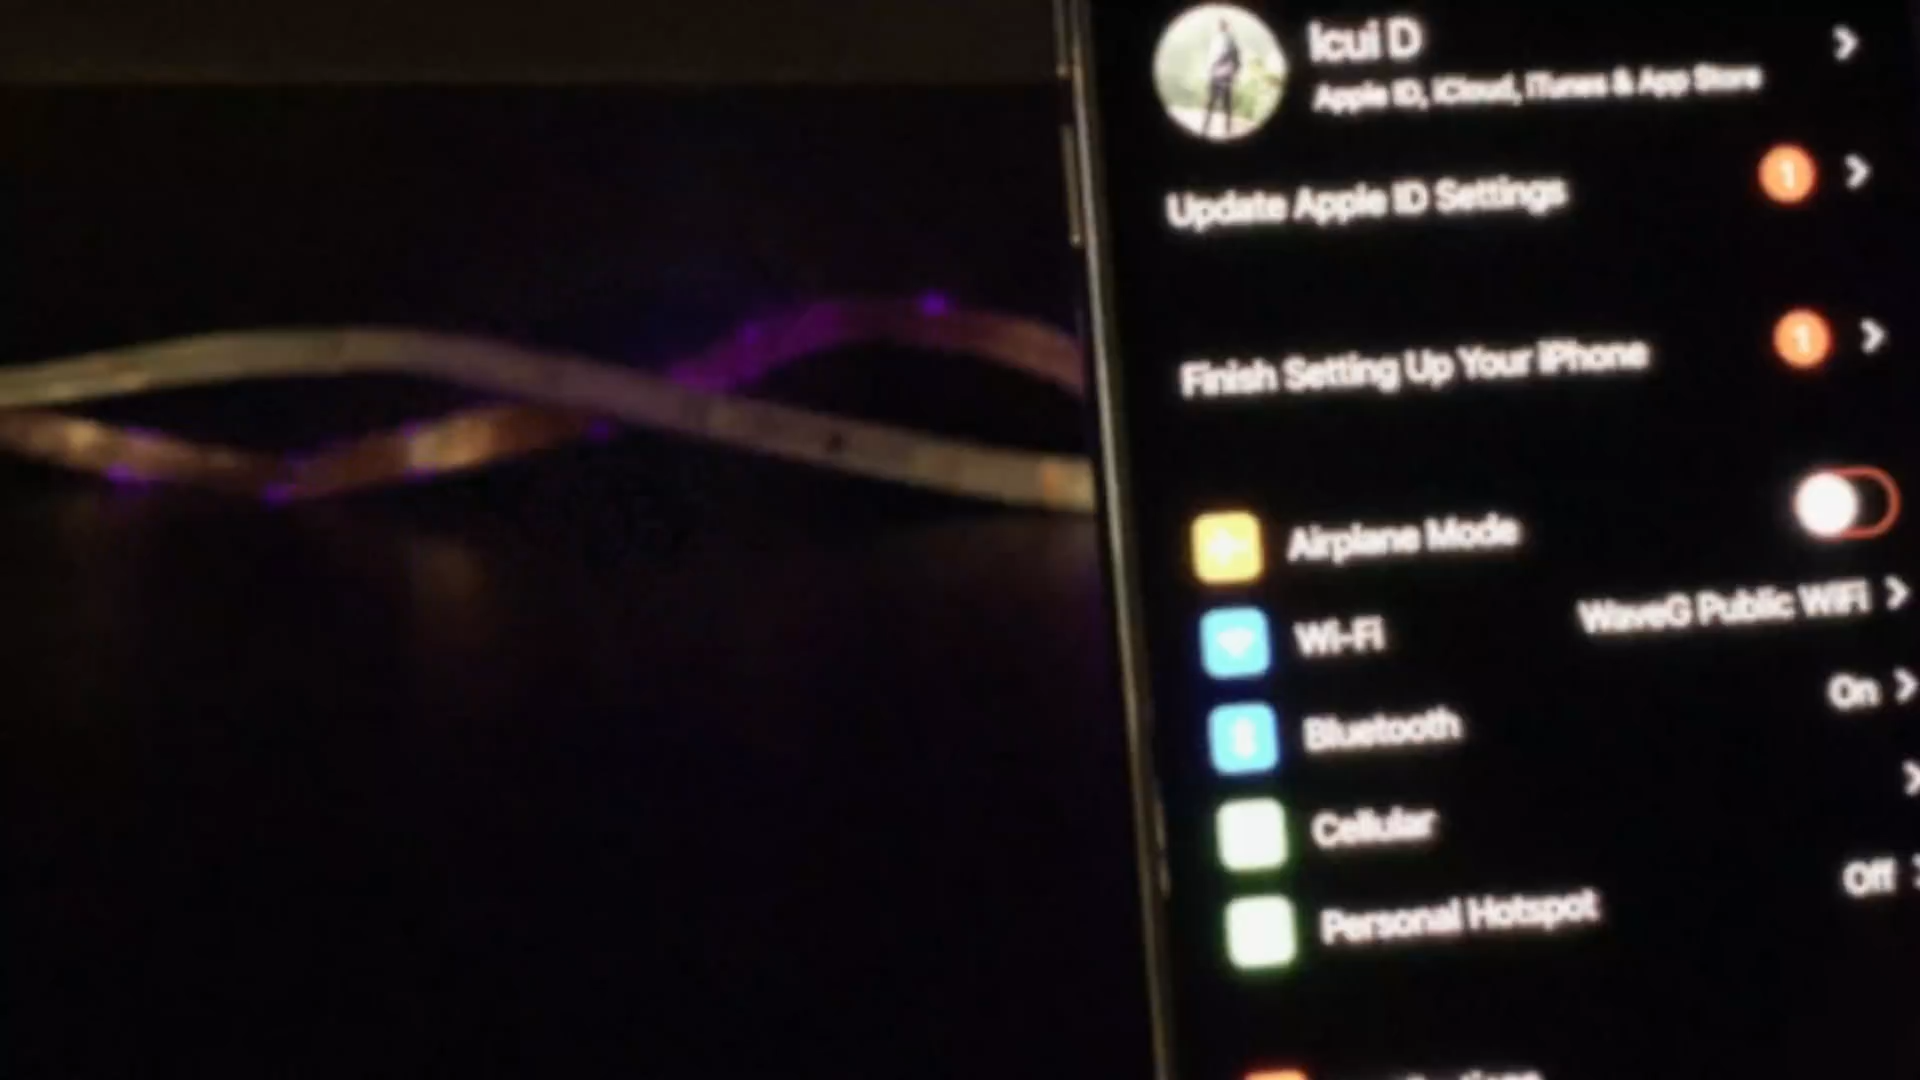 Icui D
Apple ID, iCloud, iTunes & App Store
Update Apple ID Settings
1
Finish Setting Up Your iPhone
1
Airplane Mode
Wi-Fi
WaveG Public WiFi
Bluetooth
On
Cellular
Personal Hotspot
Off